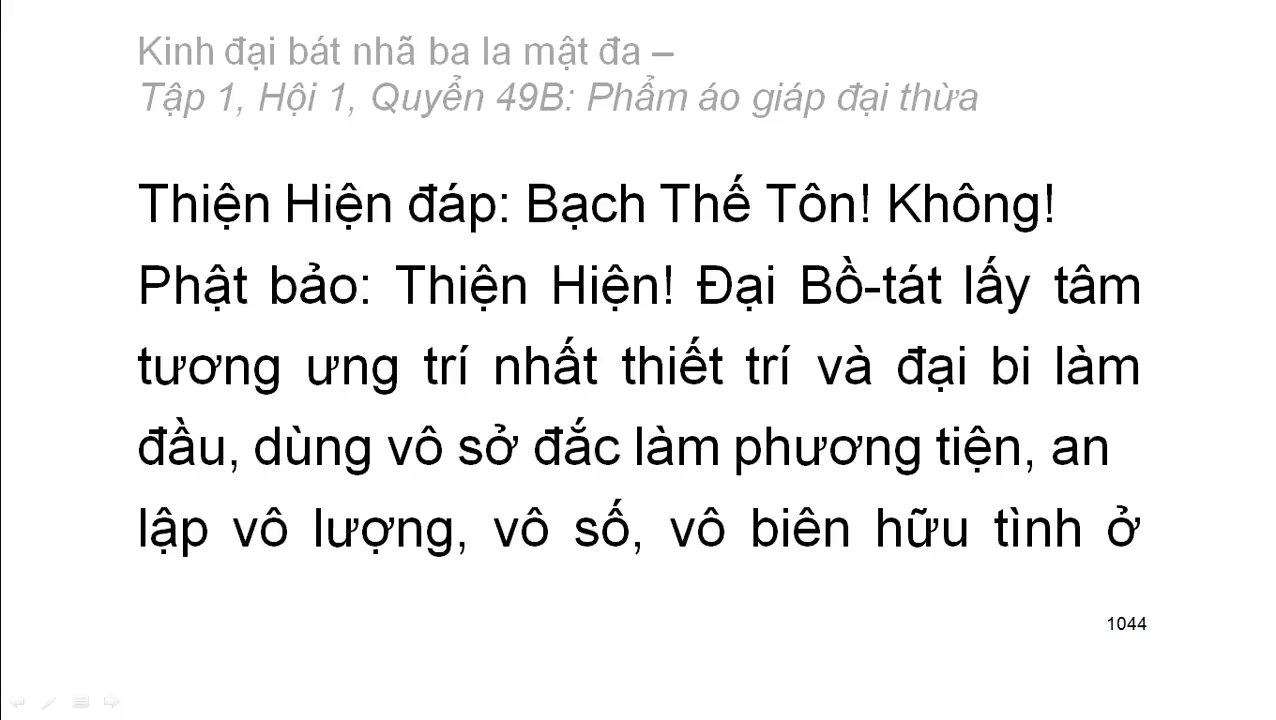 Kinh đại bát nhã ba la mật đa –
Tập 1, Hội 1, Quyển 49B: Phẩm áo giáp đại thừa
Thiện Hiện đáp: Bạch Thế Tôn! Không!
Phật bảo: Thiện Hiện! Đại Bồ-tát lấy tâm
tương ưng trí nhất thiết trí và đại bi làm
đầu, dùng vô sở đắc làm phương tiện, an
lập vô lượng, vô số, vô biên hữu tình ở
1044